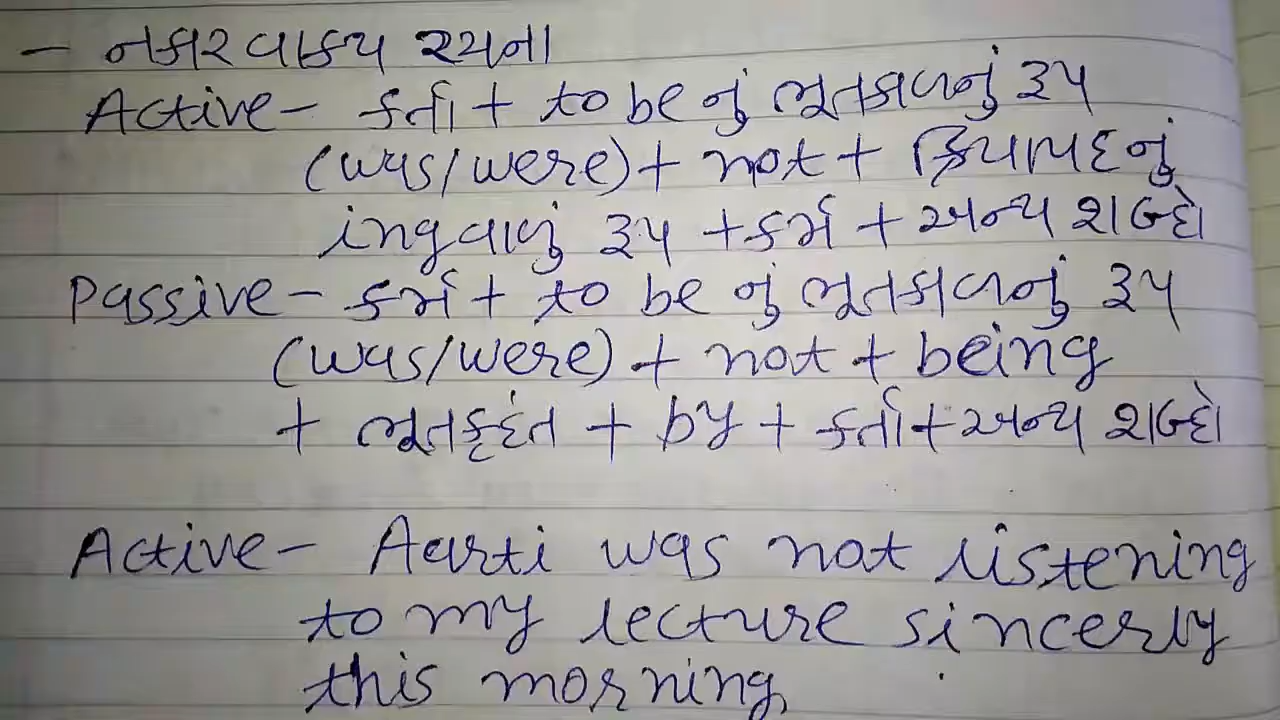 - નકાર વાક્ય રચના
Active - કર્તા + to be નું ભૂતકાળનું રૂપ
(was/were) + not + ક્રિયાપદનું
ingવાળું રૂપ + કર્મ + અન્ય શબ્દો
Passive - કર્મ + to be નું ભૂતકાળનું રૂપ
(was/were) + not + being
+ ભૂતકૃદંત + by + કર્તા + અન્ય શબ્દો
Active - Aarti was not listening
to my lecture sincerly
this morning.